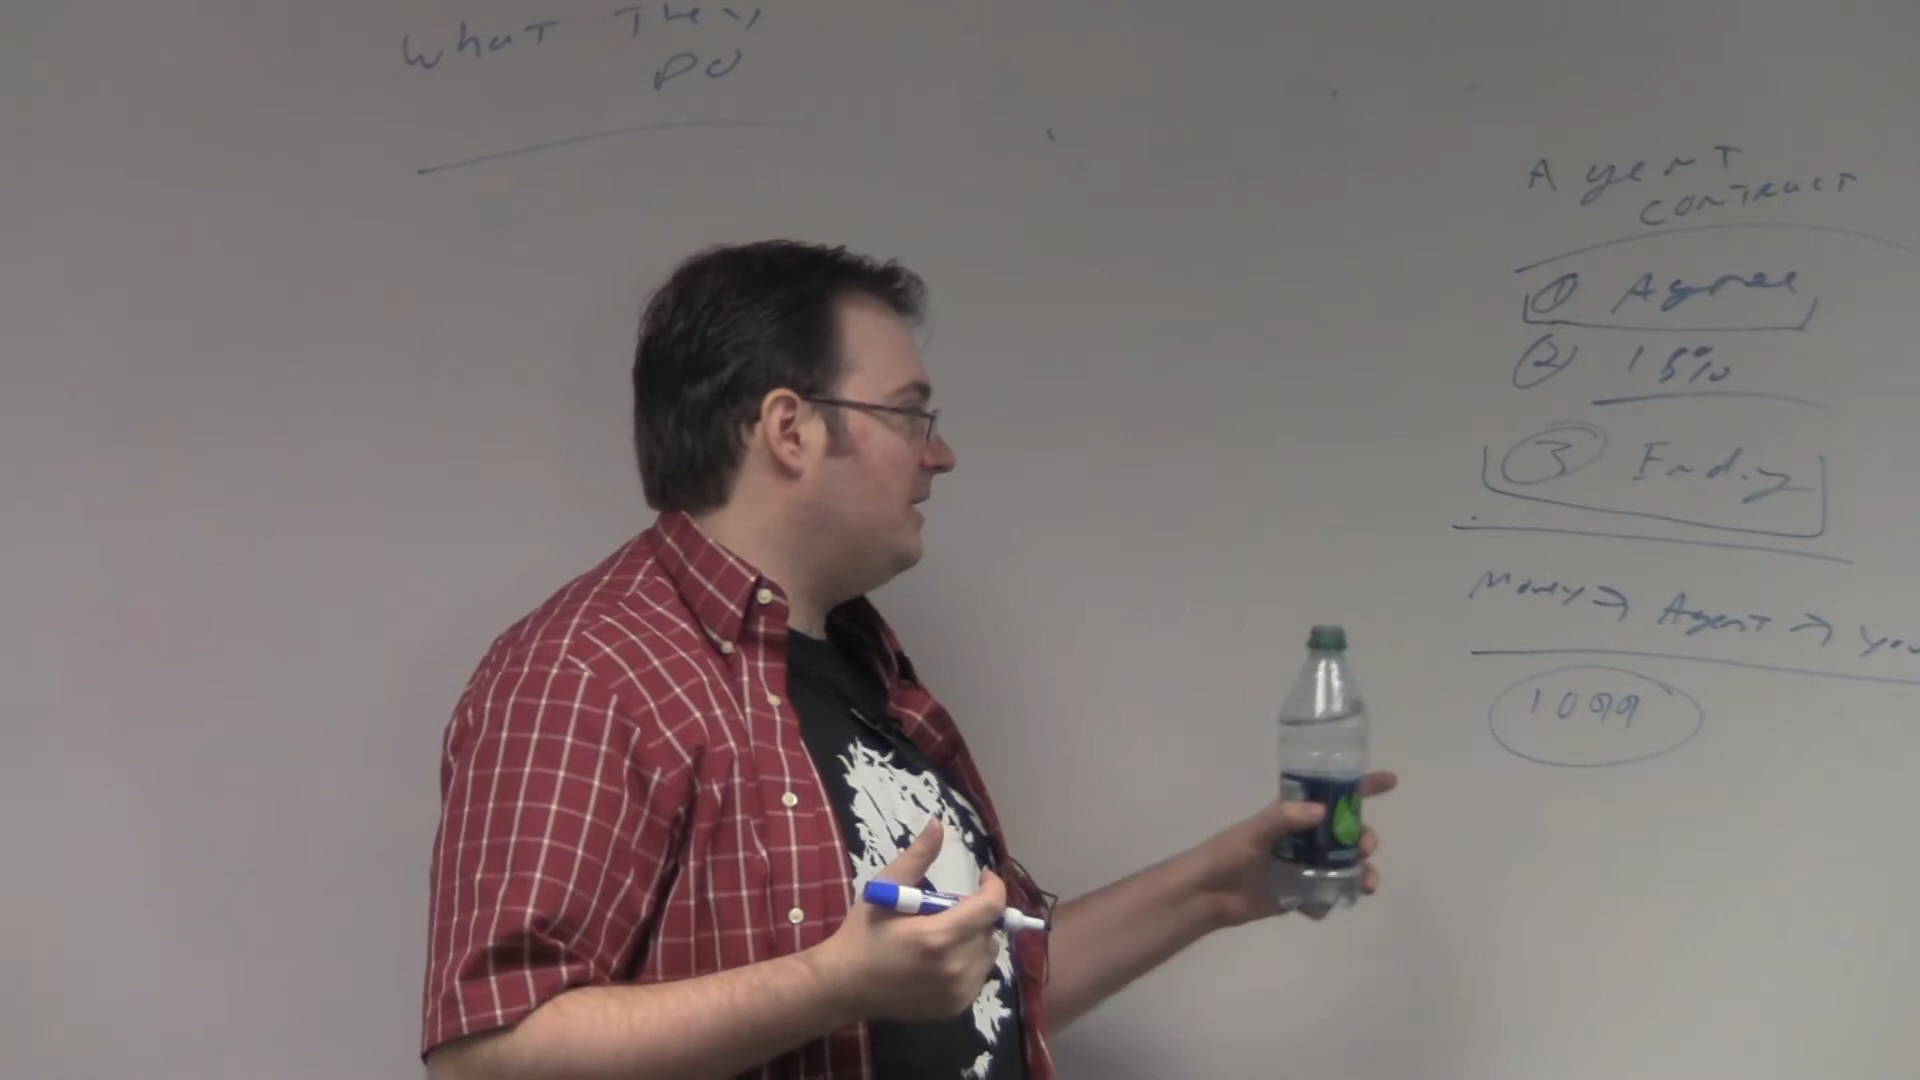 What They
Do
Agent
Contract
① Agree
② 15%
③ Ending
Money → Agent → You
1099